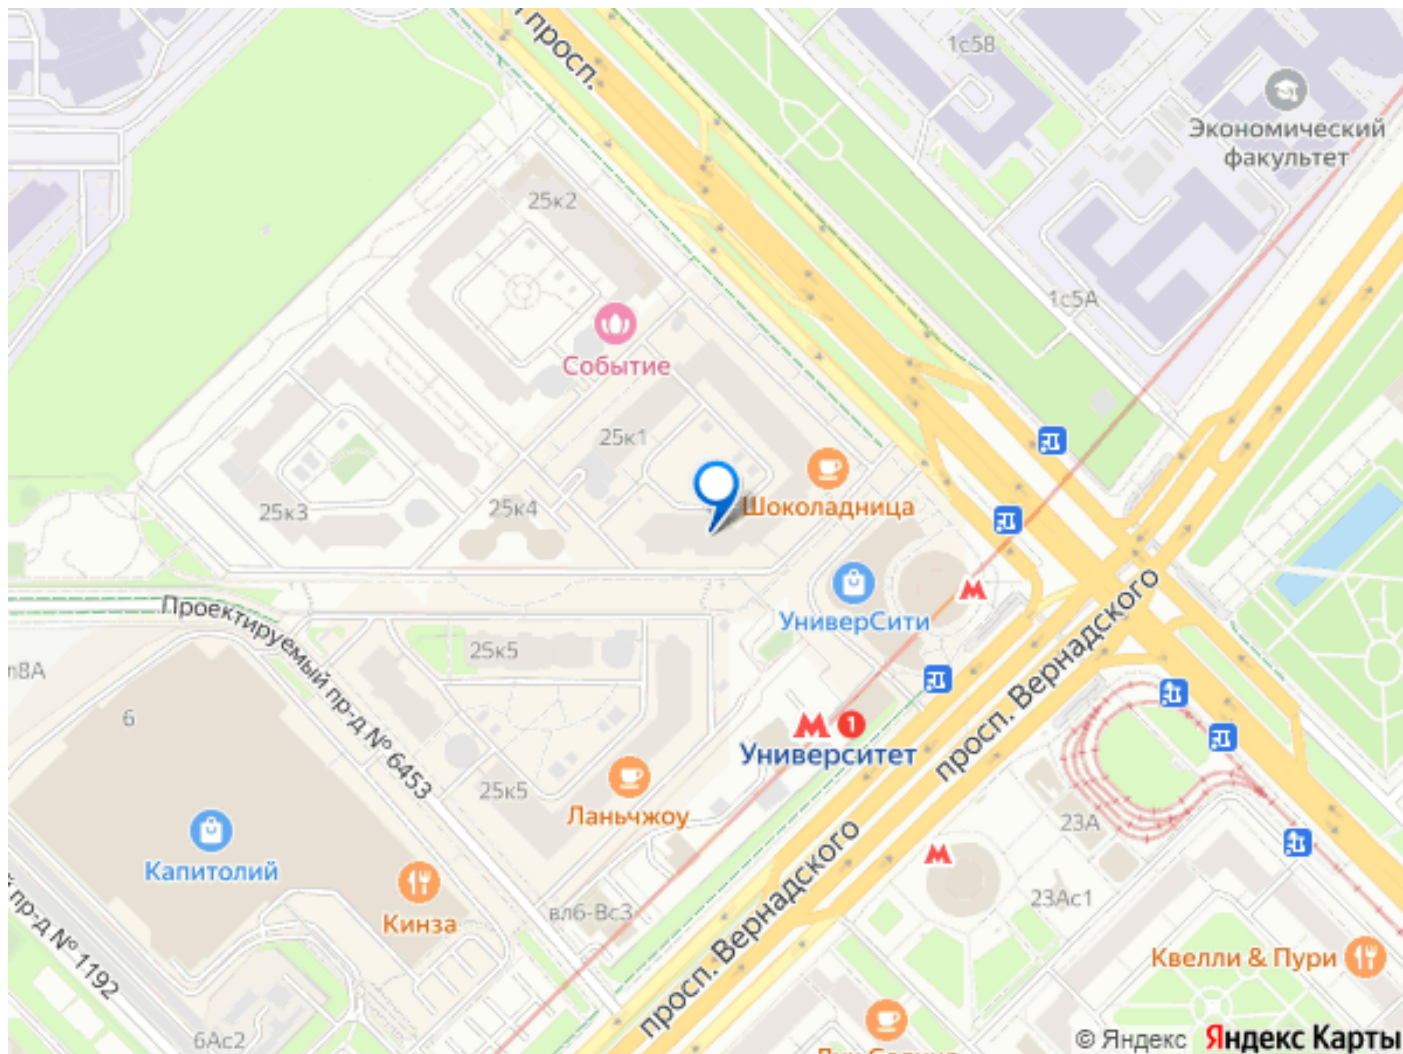 й просп.
1с58
Экономический
факультет
25к2
1с5А
Событие
25к1
Шоколадница
25к3
25к4
УниверСити
Проектируемый пр-д № 6453
25к5
просп. Вернадского
6
1
Университет
25к5
Ланьчжоу
23А
Капитолий
Кинза
вл6-Вс3
просп. Вернадского
23Ас1
пр-д № 1192
Квелли & Пури
6Ас2
© Яндекс Яндекс Карты